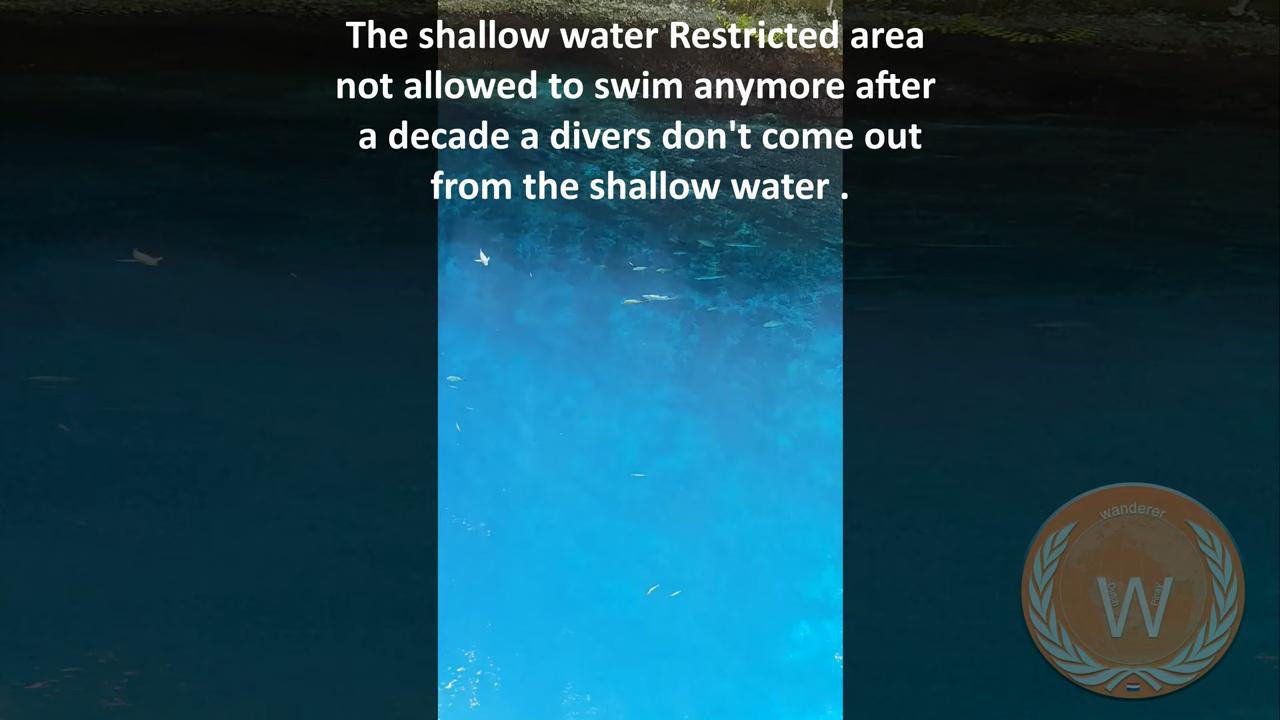 The shallow water Restricted area
not allowed to swim anymore after
a decade a divers don't come out
from the shallow water .
wanderer
W